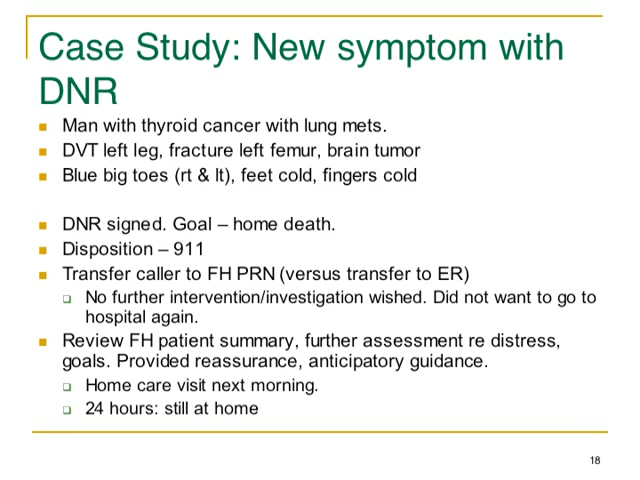 Case Study: New symptom with
DNR
Man with thyroid cancer with lung mets.
DVT left leg, fracture left femur, brain tumor
Blue big toes (rt & lt), feet cold, fingers cold
DNR signed. Goal – home death.
Disposition – 911
Transfer caller to FH PRN (versus transfer to ER)
No further intervention/investigation wished. Did not want to go to
hospital again.
Review FH patient summary, further assessment re distress,
goals. Provided reassurance, anticipatory guidance.
Home care visit next morning.
24 hours: still at home
18